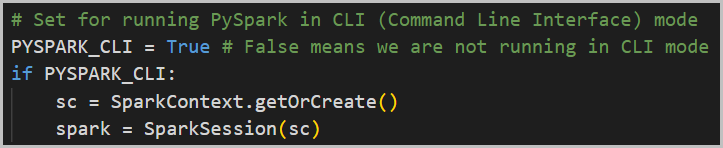 # Set for running PySpark in CLI (Command Line Interface) mode
PYSPARK_CLI = True # False means we are not running in CLI mode
if PYSPARK_CLI:
    sc = SparkContext.getOrCreate()
    spark = SparkSession(sc)